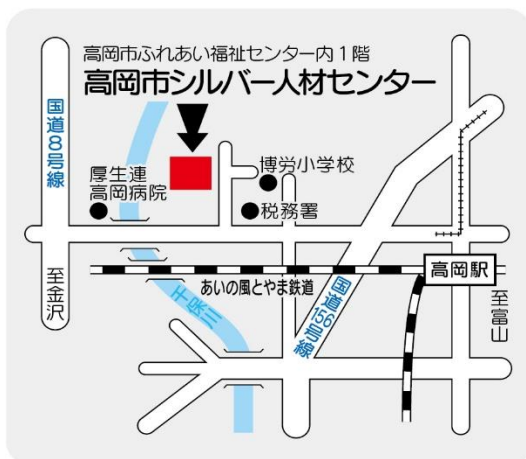 高岡市ふれあい福祉センター内1階
高岡市シルバー人材センター
国道8号線
厚生連
高岡病院
博労小学校
税務署
至金沢
あいの風とやま鉄道
高岡駅
至富山
千保川
国道156号線